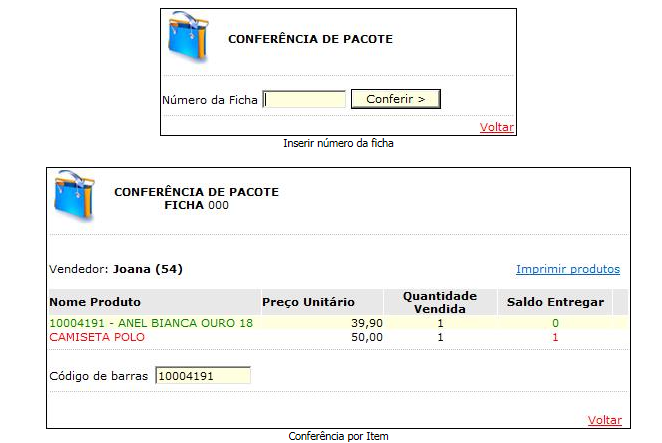 CONFERÊNCIA DE PACOTE
Número da Ficha Conferir >
Voltar
Inserir número da ficha
CONFERÊNCIA DE PACOTE
FICHA 000
Vendedor: Joana (54) Imprimir produtos
Nome Produto Preço Unitário Quantidade Vendida Saldo Entregar
10004191 - ANEL BIANCA OURO 18 39,90 1 0
CAMISETA POLO 50,00 1 1
Código de barras 10004191
Voltar
Conferência por Item